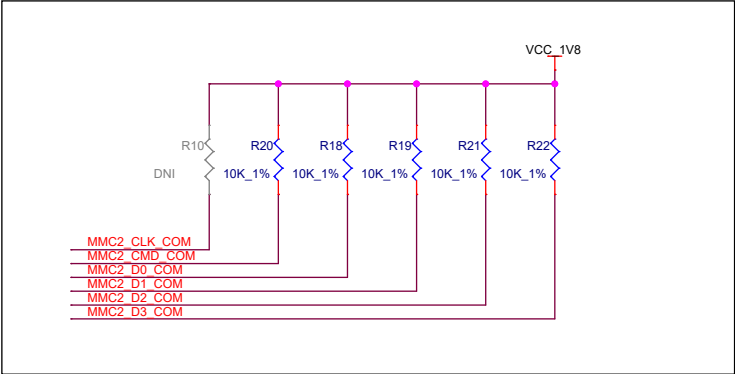 VCC_1V8
R10 R20 R18 R19 R21 R22
DNI 10K_1% 10K_1% 10K_1% 10K_1% 10K_1%
MMC2_CLK_COM
MMC2_CMD_COM
MMC2_D0_COM
MMC2_D1_COM
MMC2_D2_COM
MMC2_D3_COM